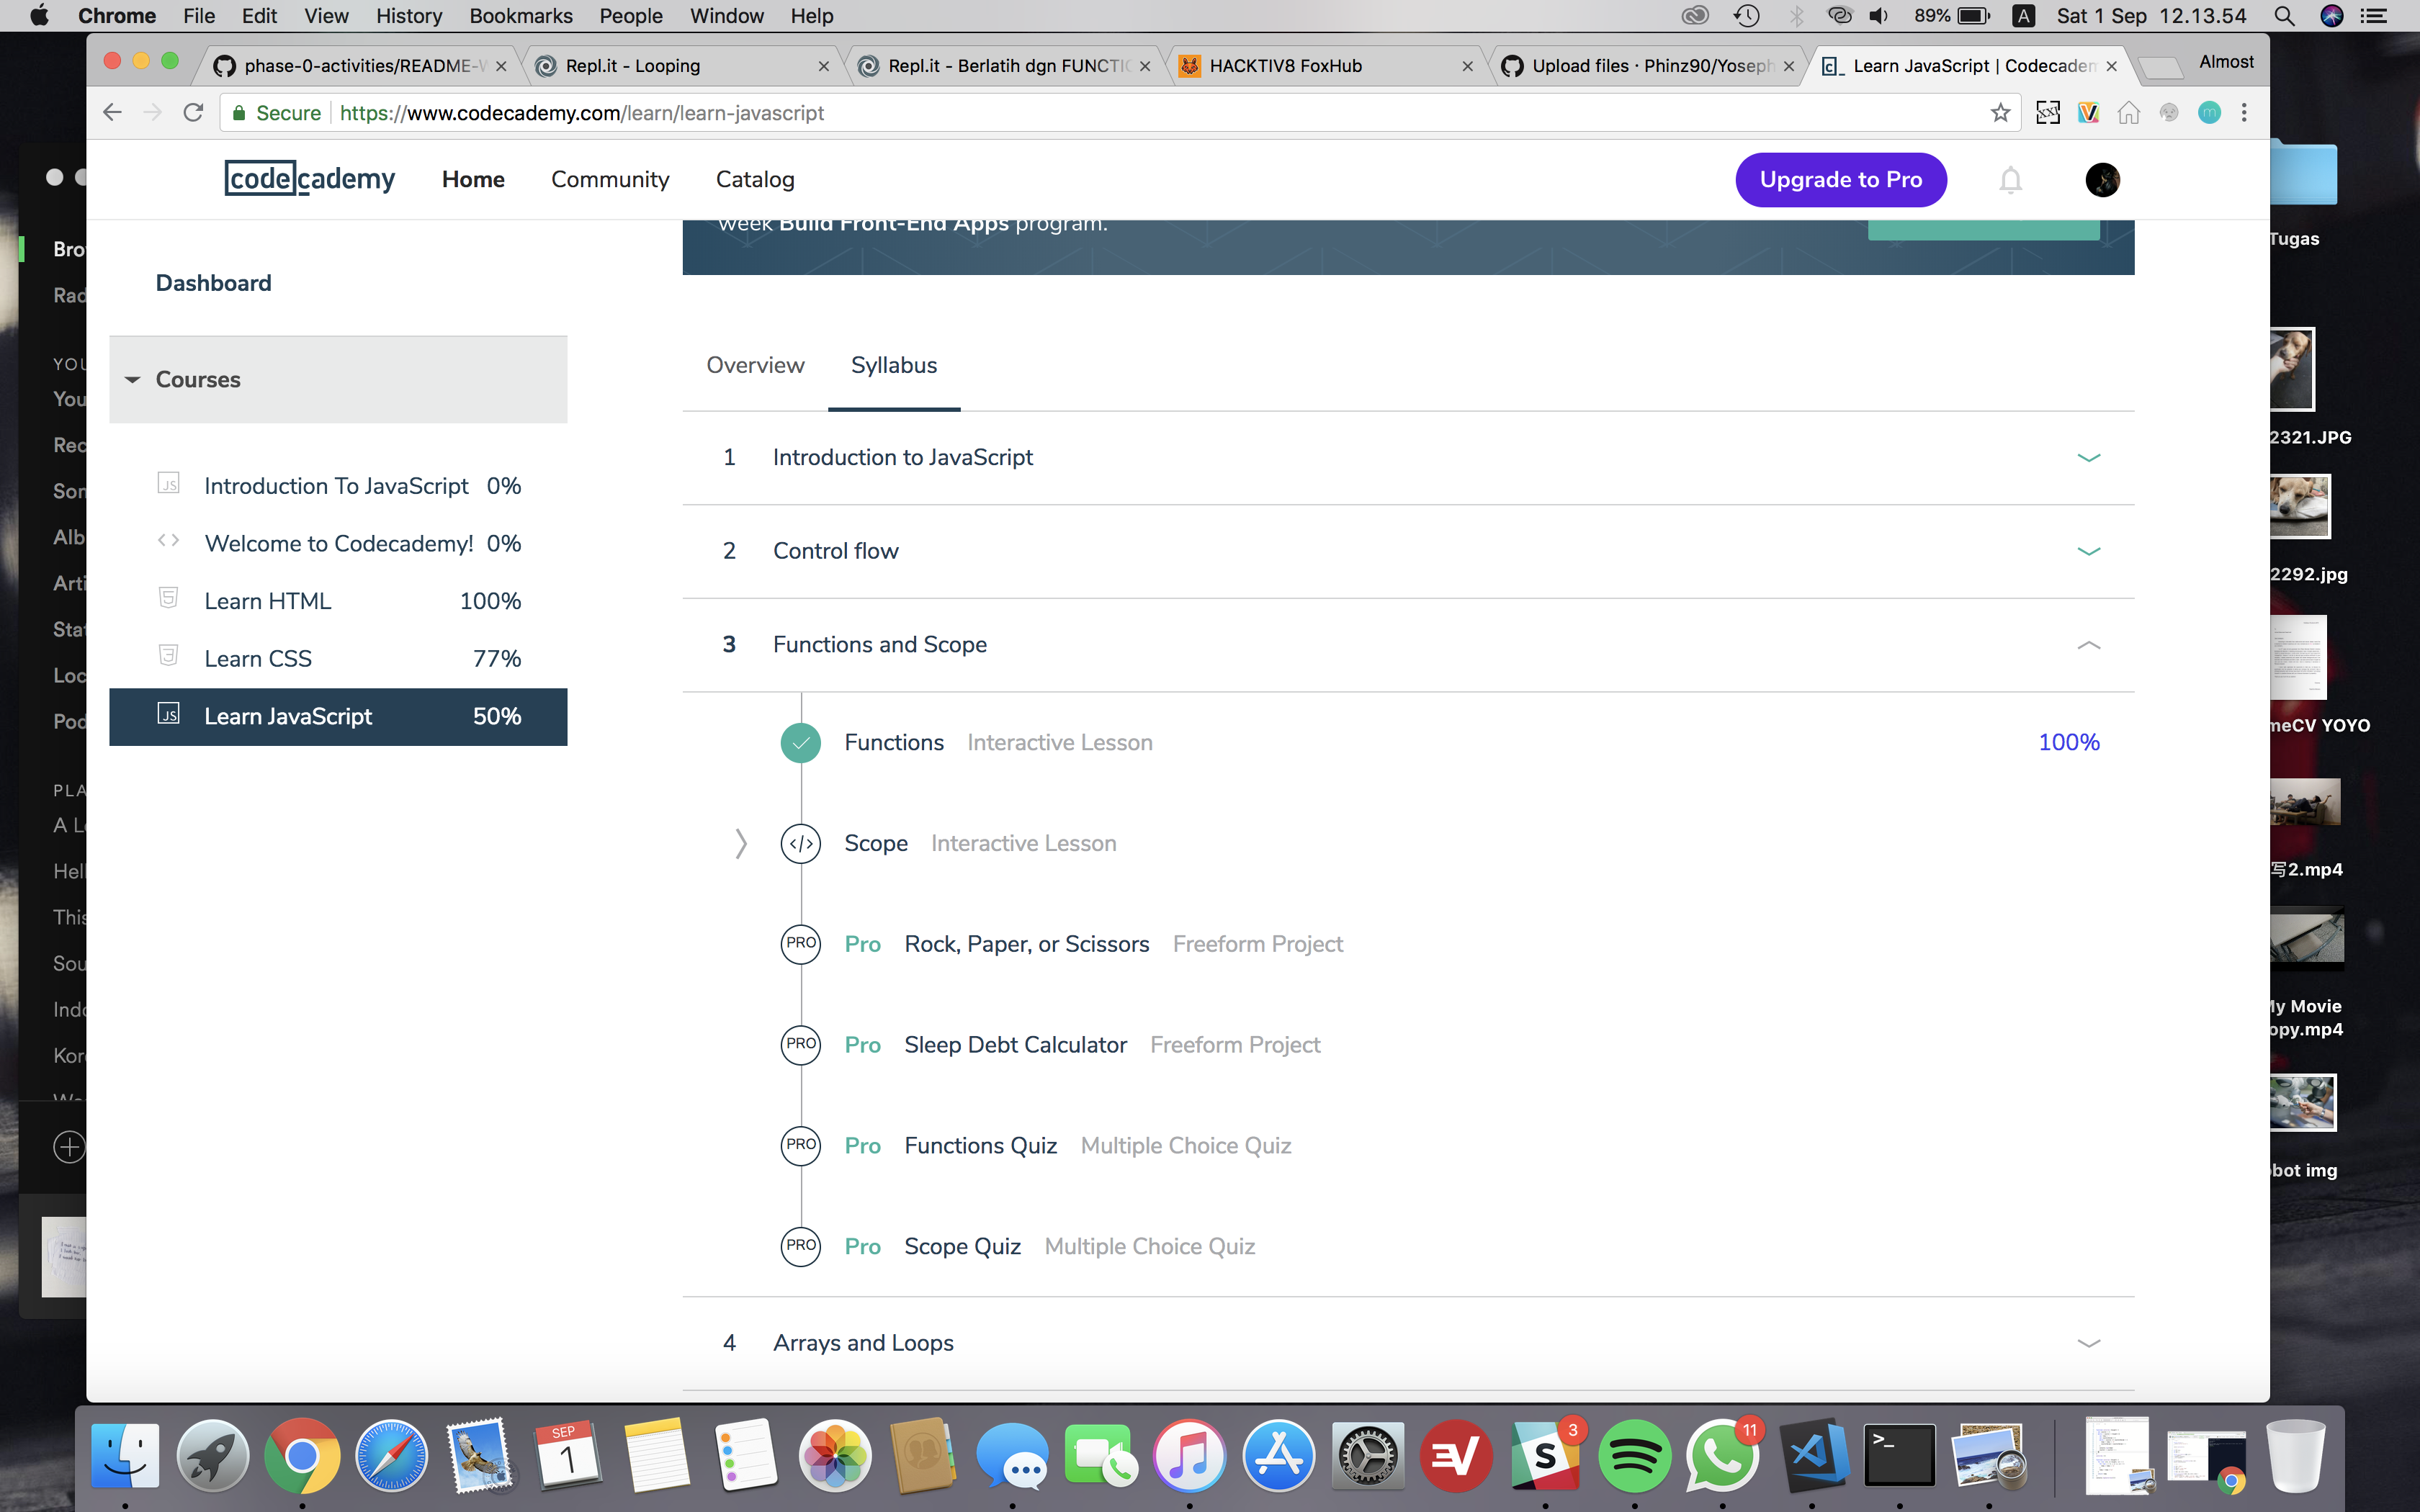 Chrome File Edit View History Bookmarks People Window Help 89% A Sat 1 Sep 12.13.54
phase-0-activities/README-W Repl.it - Looping Repl.it - Berlatih dgn FUNCTIO HACKTIV8 FoxHub Upload files · Phinz90/Yoseph Learn JavaScript | Codecadem Almost
Secure https://www.codecademy.com/learn/learn-javascript
codecademy Home Community Catalog Upgrade to Pro
week Build Front-End Apps program.
Dashboard
Courses
Introduction To JavaScript 0%
Welcome to Codecademy! 0%
Learn HTML 100%
Learn CSS 77%
Learn JavaScript 50%
Overview Syllabus
1 Introduction to JavaScript
2 Control flow
3 Functions and Scope
Functions Interactive Lesson 100%
Scope Interactive Lesson
PRO Pro Rock, Paper, or Scissors Freeform Project
PRO Pro Sleep Debt Calculator Freeform Project
PRO Pro Functions Quiz Multiple Choice Quiz
PRO Pro Scope Quiz Multiple Choice Quiz
4 Arrays and Loops
Bro
Rad
YOU
You
Rec
Son
Alb
Arti
Stat
Loc
Pod
PLA
A Lo
Hell
This
Sou
Indo
Kore
Tugas
2321.JPG
2292.jpg
meCV YOYO
写2.mp4
My Movie
opy.mp4
bot img
SEP
1
3
11